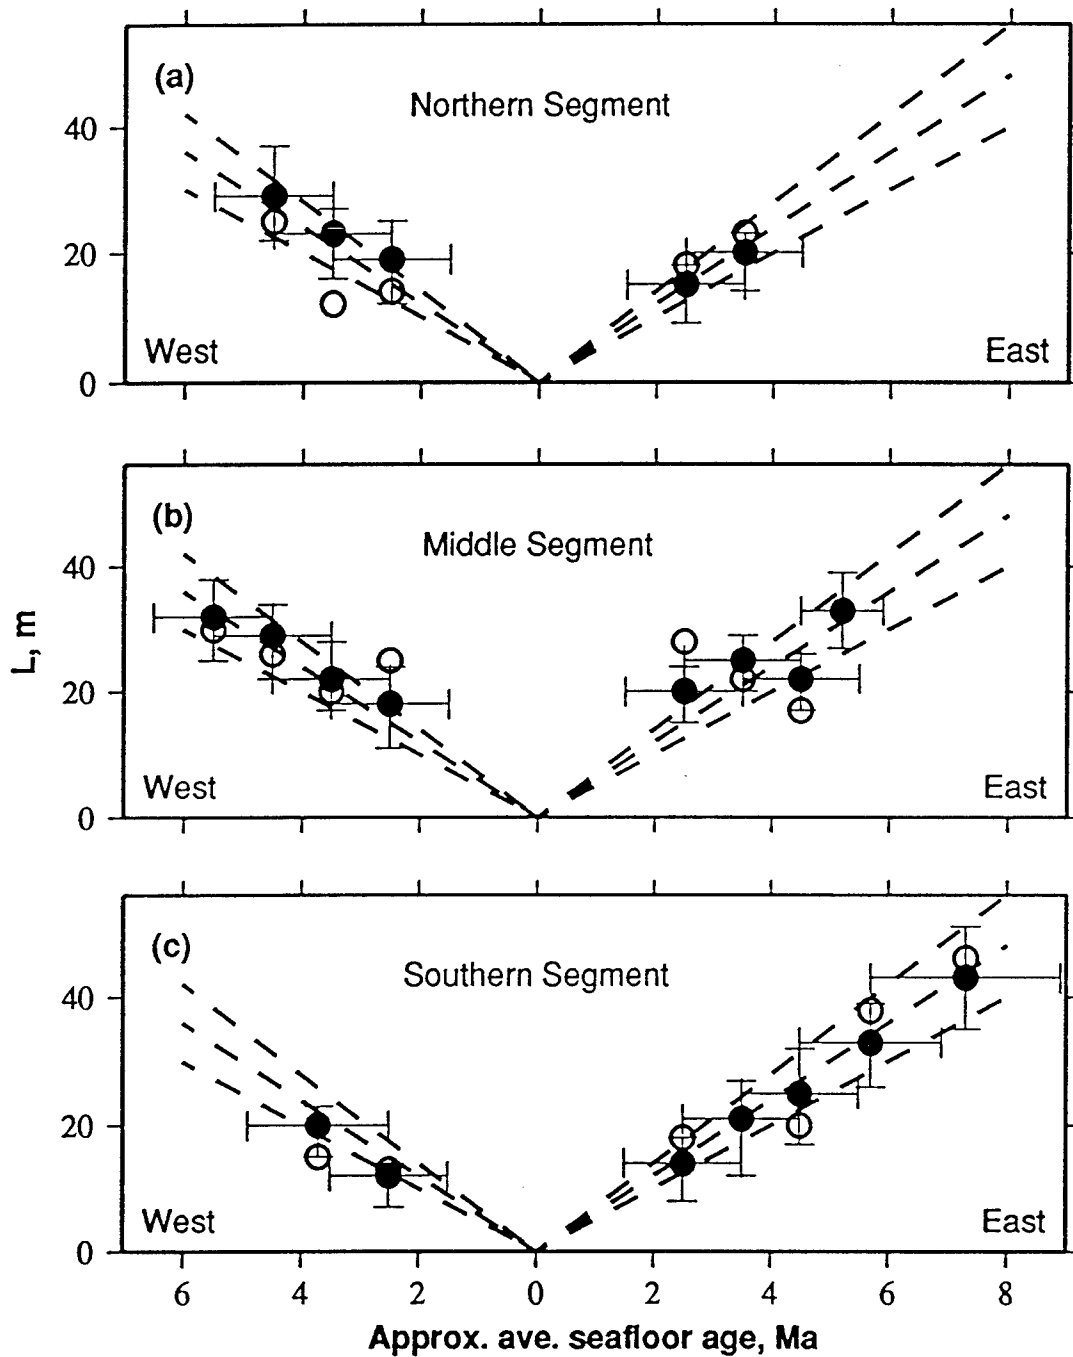 (a)
Northern Segment
40
20
0
West
East
(b)
Middle Segment
40
20
0
West
East
L, m
(c)
Southern Segment
40
20
0
West
East
6 4 2 0 2 4 6 8
Approx. ave. seafloor age, Ma